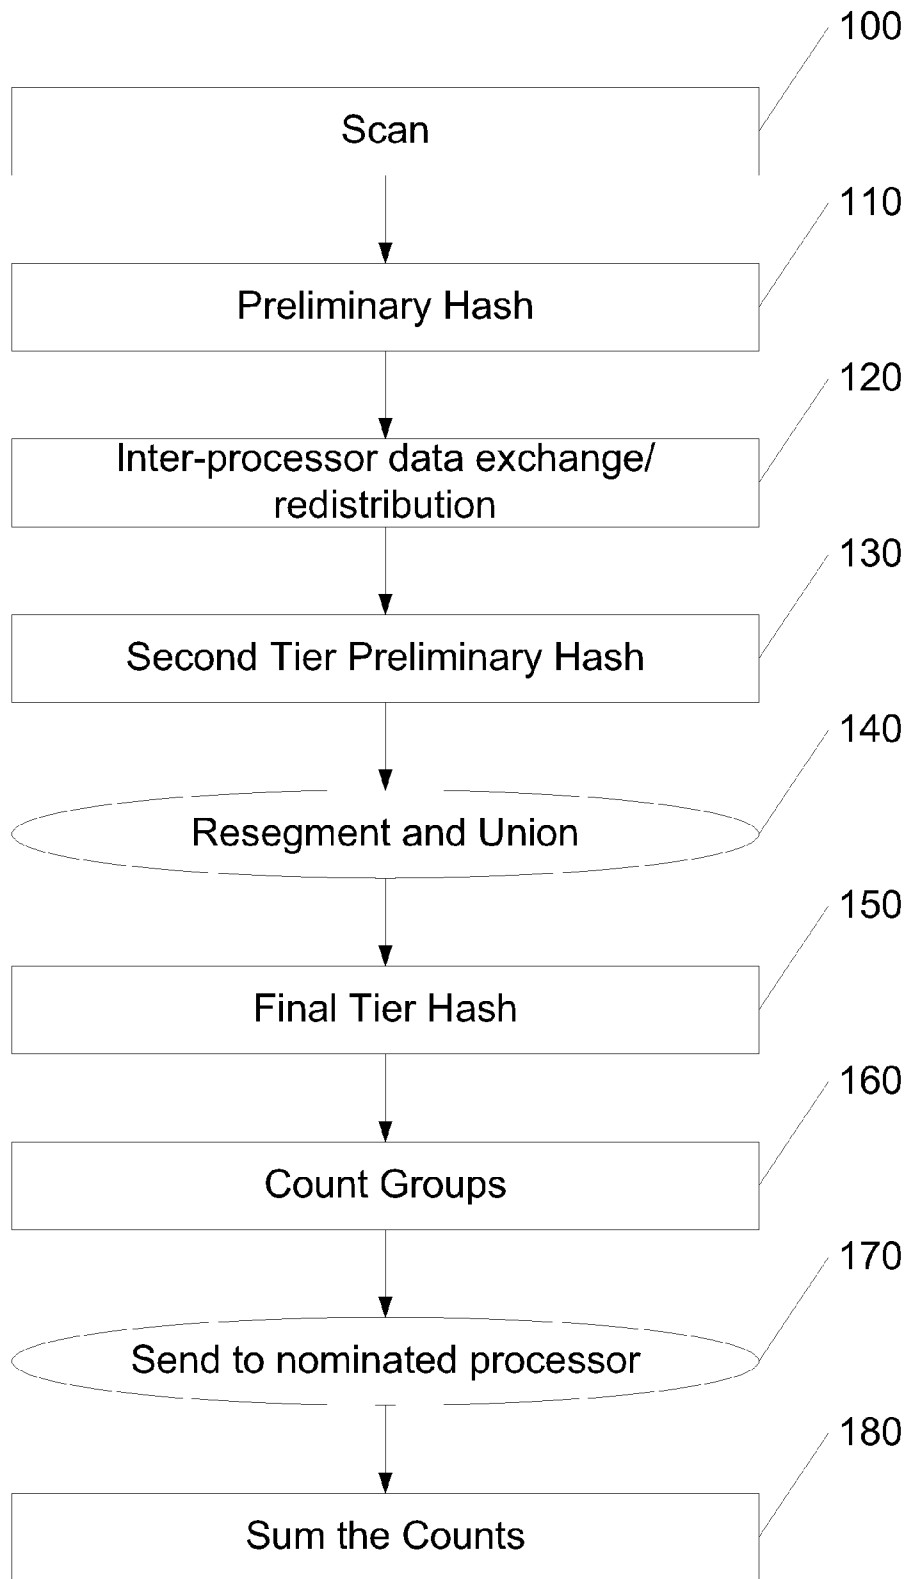 100
Scan
110
Preliminary Hash
120
Inter-processor data exchange/
redistribution
130
Second Tier Preliminary Hash
140
Resegment and Union
150
Final Tier Hash
160
Count Groups
170
Send to nominated processor
180
Sum the Counts